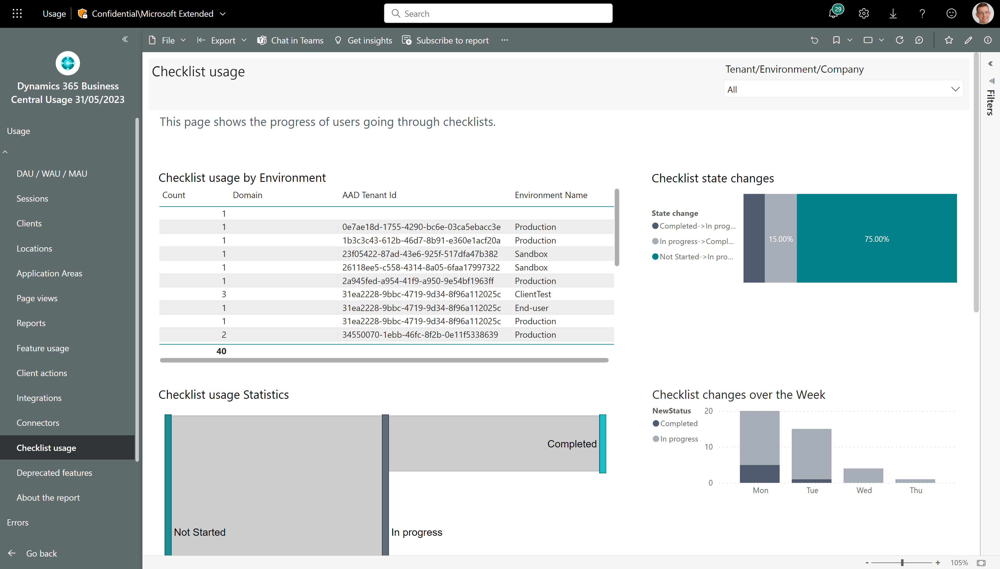 Usage
Confidential\Microsoft Extended
Search
29
File
Export
Chat in Teams
Get insights
Subscribe to report
Dynamics 365 Business
Central Usage 31/05/2023
Usage
DAU / WAU / MAU
Sessions
Clients
Locations
Application Areas
Page views
Reports
Feature usage
Client actions
Integrations
Connectors
Checklist usage
Deprecated features
About the report
Errors
Go back
Checklist usage
Tenant/Environment/Company
All
Filters
This page shows the progress of users going through checklists.
Checklist usage by Environment
Count Domain AAD Tenant Id Environment Name
1
1 0e7ae18d-1755-4290-bc6e-03ca5ebacc3e Production
1 1b3c3c43-612b-46d7-8b91-e360e1acf20a Production
1 23f05422-87ad-43e6-925f-517dfa47b382 Sandbox
1 26118ee5-c558-4314-8a05-6faa17997322 Sandbox
1 2a945fed-a954-41f9-a950-9e54bf1963ff Production
3 31ea2228-9bbc-4719-9d34-8f96a112025c ClientTest
1 31ea2228-9bbc-4719-9d34-8f96a112025c End-user
1 31ea2228-9bbc-4719-9d34-8f96a112025c Production
2 34550070-1ebb-46fc-8f2b-0e11f5338639 Production
40
Checklist state changes
State change
Completed->In prog...
In progress->Compl...
Not Started->In pro...
15.00%
75.00%
Checklist usage Statistics
Completed
Not Started
In progress
Checklist changes over the Week
NewStatus
Completed
In progress
20
10
0
Mon Tue Wed Thu
- + 105%